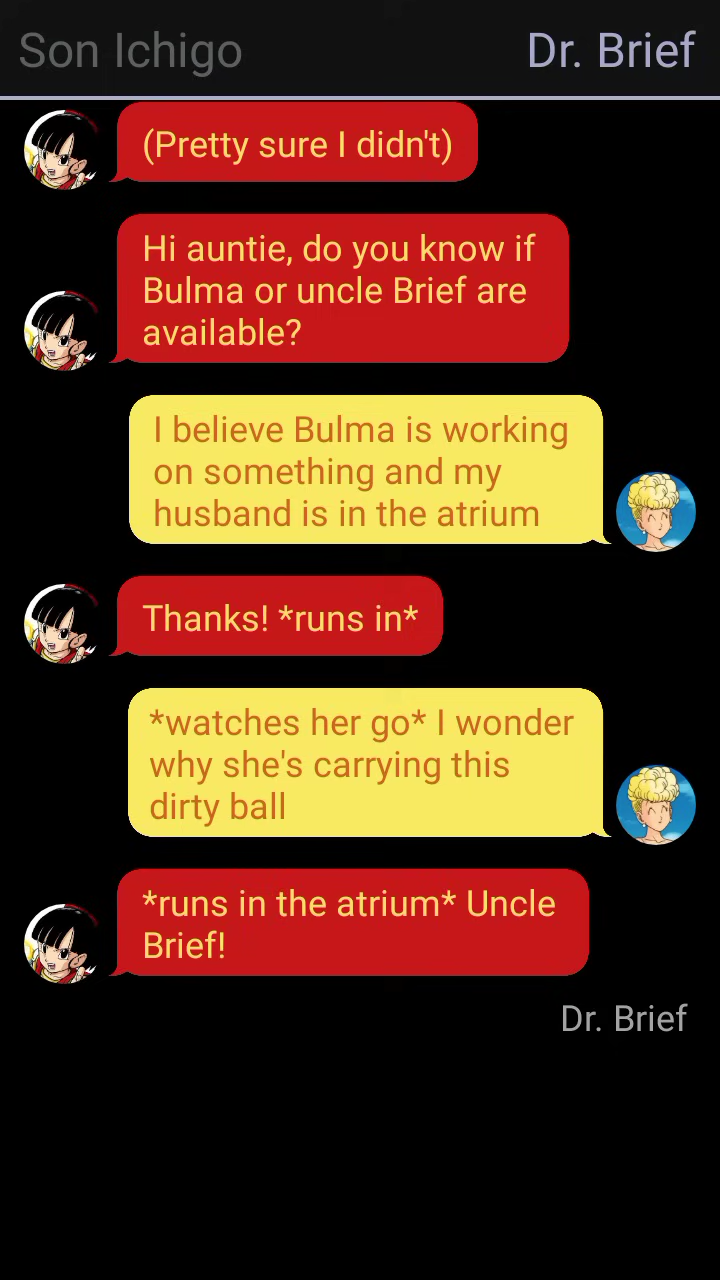 Son Ichigo
Dr. Brief
(Pretty sure I didn't)
Hi auntie, do you know if
Bulma or uncle Brief are
available?
I believe Bulma is working
on something and my
husband is in the atrium
Thanks! *runs in*
*watches her go* I wonder
why she's carrying this
dirty ball
*runs in the atrium* Uncle
Brief!
Dr. Brief